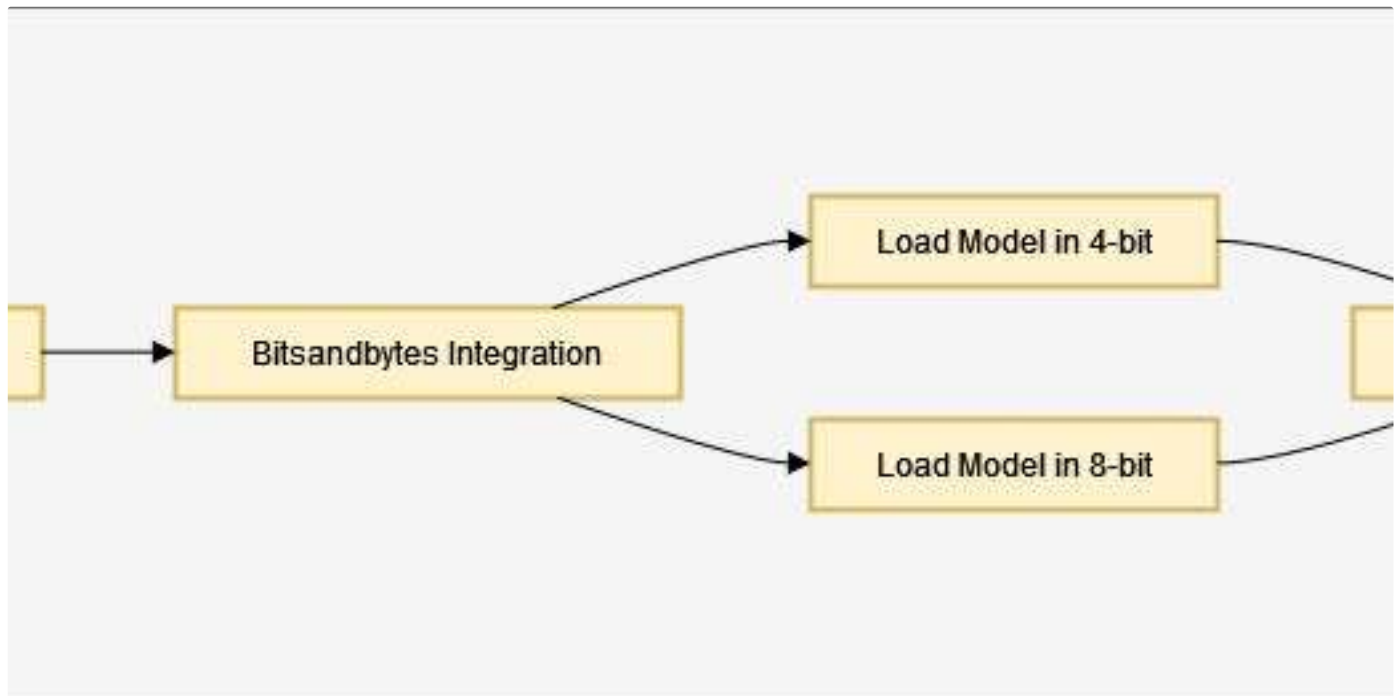 Load Model in 4-bit
Bitsandbytes Integration
Load Model in 8-bit